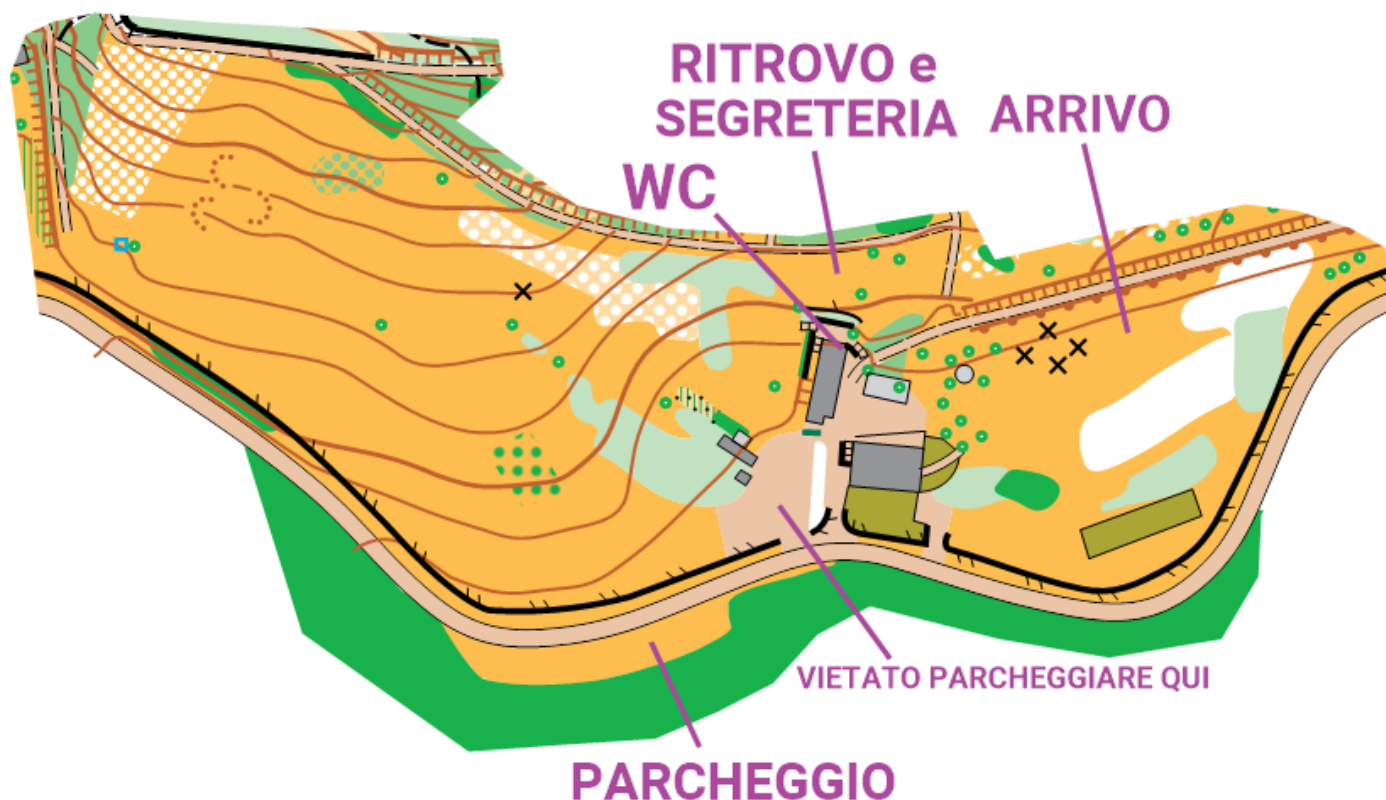 RITROVO e
SEGRETERIA
ARRIVO
WC
VIETATO PARCHEGGIARE QUI
PARCHEGGIO